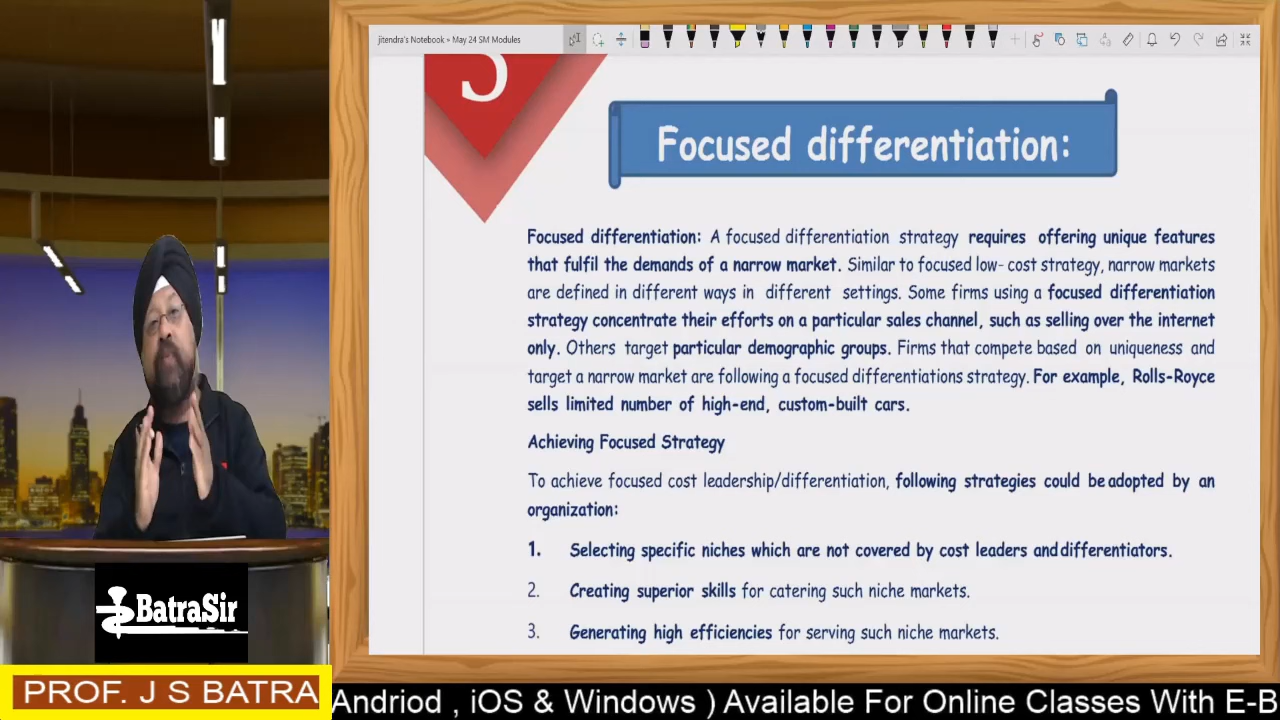 jitendra's Notebook » May 24 SM Modules
3
Focused differentiation:
Focused differentiation: A focused differentiation strategy requires offering unique features
that fulfil the demands of a narrow market. Similar to focused low- cost strategy, narrow markets
are defined in different ways in different settings. Some firms using a focused differentiation
strategy concentrate their efforts on a particular sales channel, such as selling over the internet
only. Others target particular demographic groups. Firms that compete based on uniqueness and
target a narrow market are following a focused differentiations strategy. For example, Rolls-Royce
sells limited number of high-end, custom-built cars.
Achieving Focused Strategy
To achieve focused cost leadership/differentiation, following strategies could be adopted by an
organization:
1. Selecting specific niches which are not covered by cost leaders and differentiators.
2. Creating superior skills for catering such niche markets.
3. Generating high efficiencies for serving such niche markets.
BatraSir
PROF. J S BATRA
Andriod , iOS & Windows ) Available For Online Classes With E-B